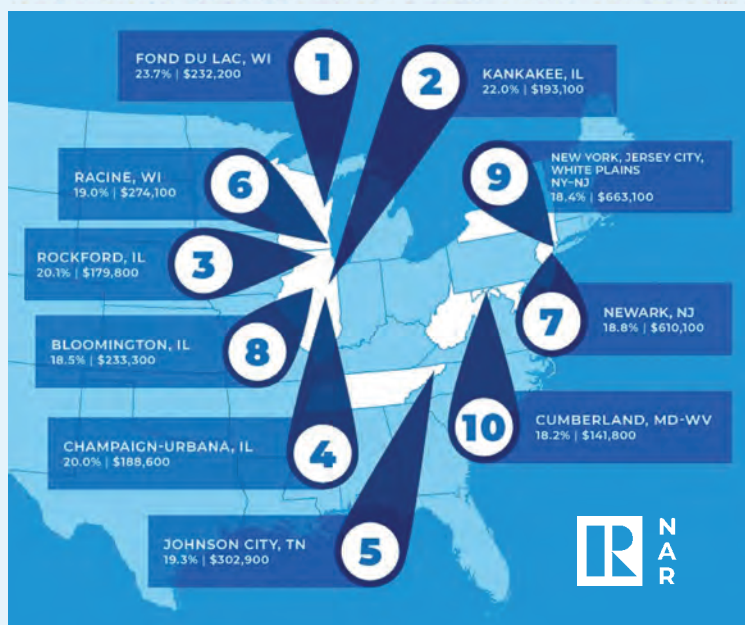 FOND DU LAC, WI
23.7% | $232,200
1
2
KANKAKEE, IL
22.0% | $193,100
RACINE, WI
19.0% | $274,100
6
9
NEW YORK, JERSEY CITY,
WHITE PLAINS
NY-NJ
18.4% | $663,100
ROCKFORD, IL
20.1% | $179,800
3
BLOOMINGTON, IL
18.5% | $233,300
8
7
NEWARK, NJ
18.8% | $610,100
CHAMPAIGN-URBANA, IL
20.0% | $188,600
4
10
CUMBERLAND, MD-WV
18.2% | $141,800
JOHNSON CITY, TN
19.3% | $302,900
5
R
N
A
R